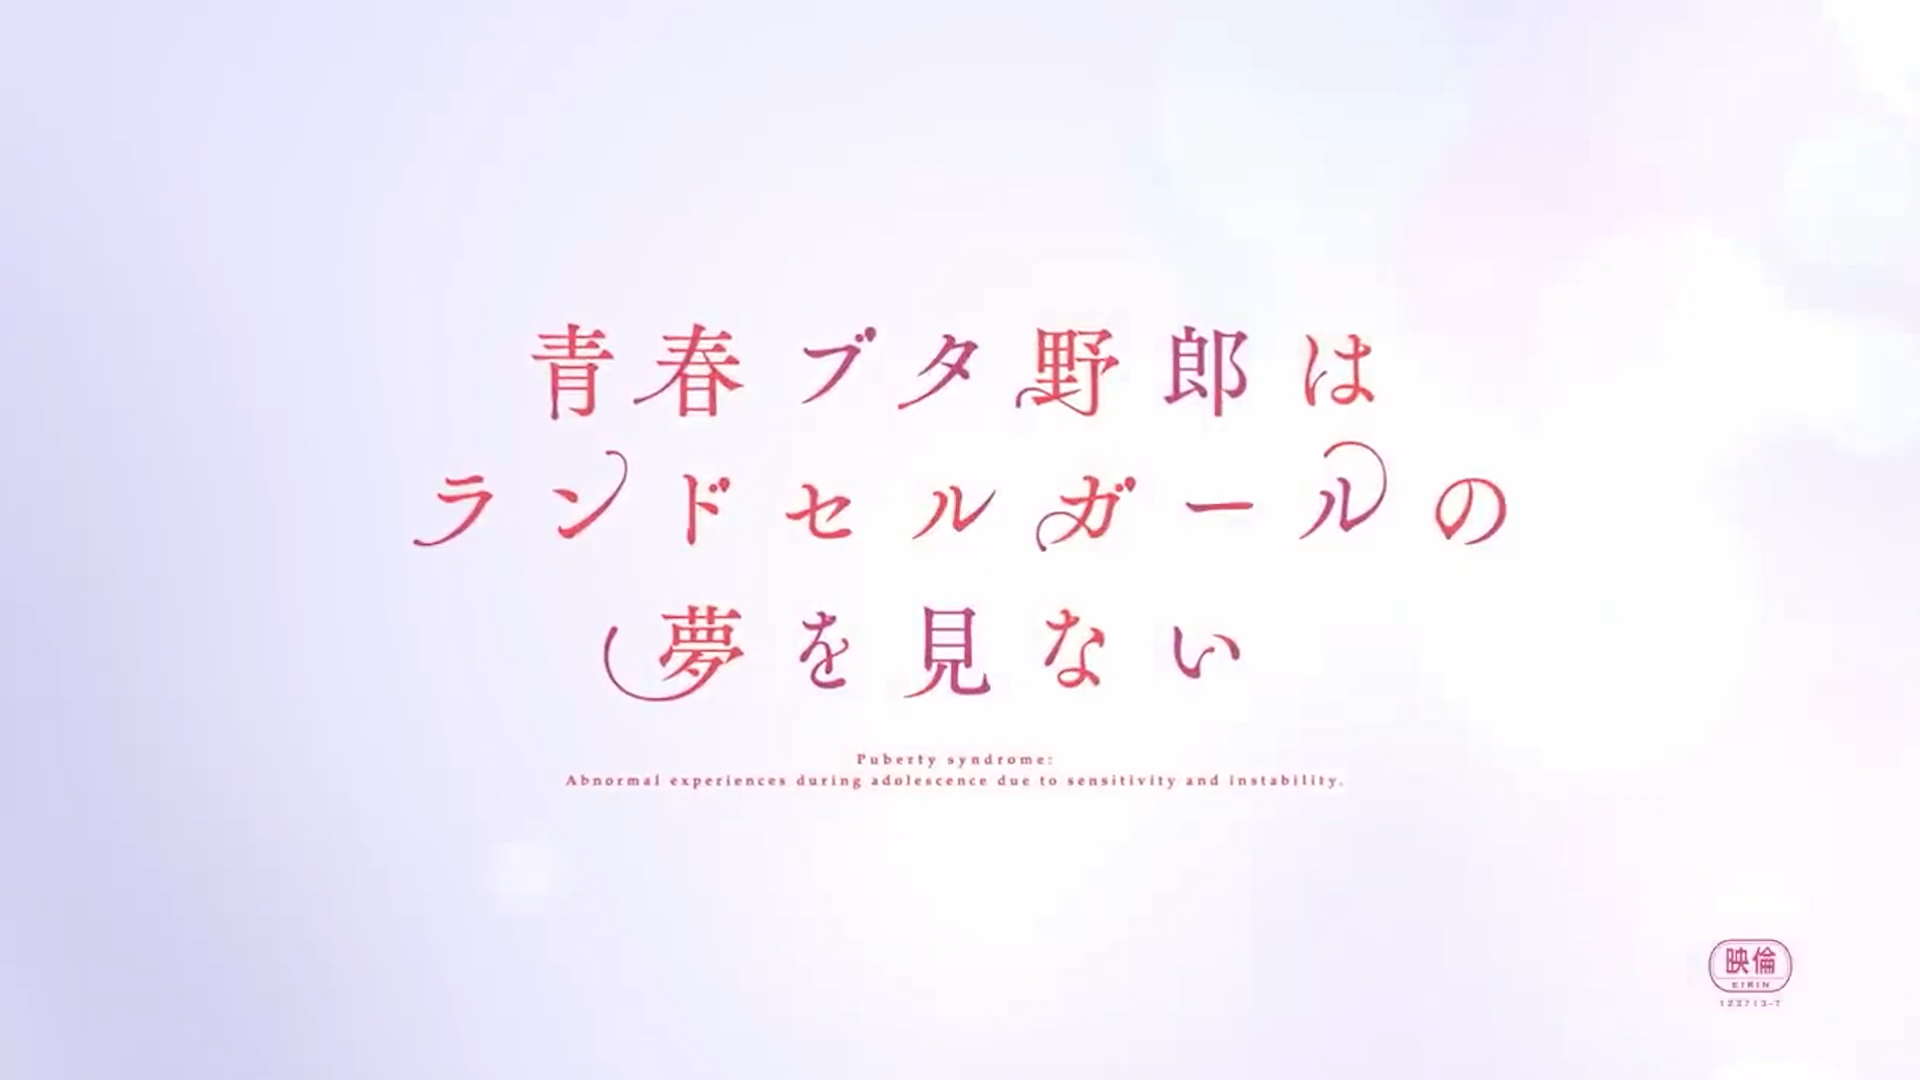 青春ブタ野郎は
ランドセルガールの
夢を見ない
Puberty syndrome:
Abnormal experiences during adolescence due to sensitivity and instability.
映倫
EIRIN
123713-T